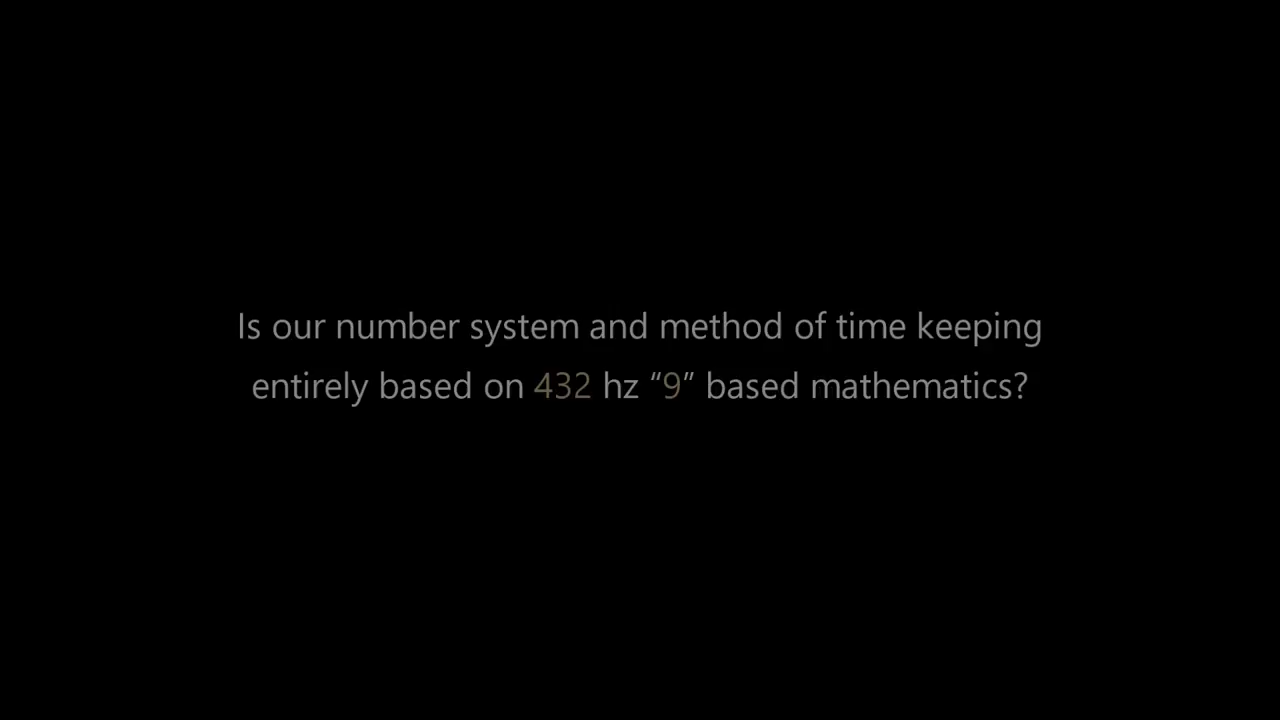 Is our number system and method of time keeping
entirely based on 432 hz “9” based mathematics?